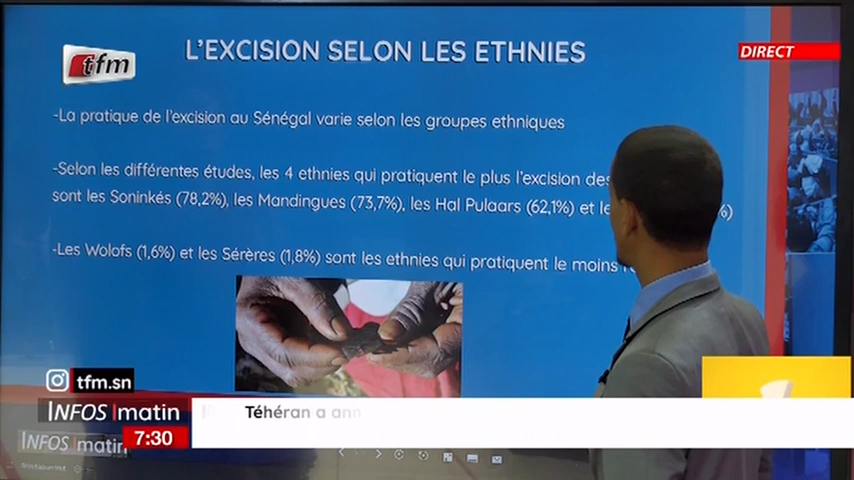 L'EXCISION SELON LES ETHNIES
tfm
DIRECT
-La pratique de l'excision au Sénégal varie selon les groupes ethniques
-Selon les différentes études, les 4 ethnies qui pratiquent le plus l'excision des
sont les Soninkés (78,2%), les Mandingues (73,7%), les Hal Pulaars (62,1%) et le %)
-Les Wolofs (1,6%) et les Sérères (1,8%) sont les ethnies qui pratiquent le moins
tfm.sn
INFOS matin
Téhéran a ann
7:30
INFOS matin